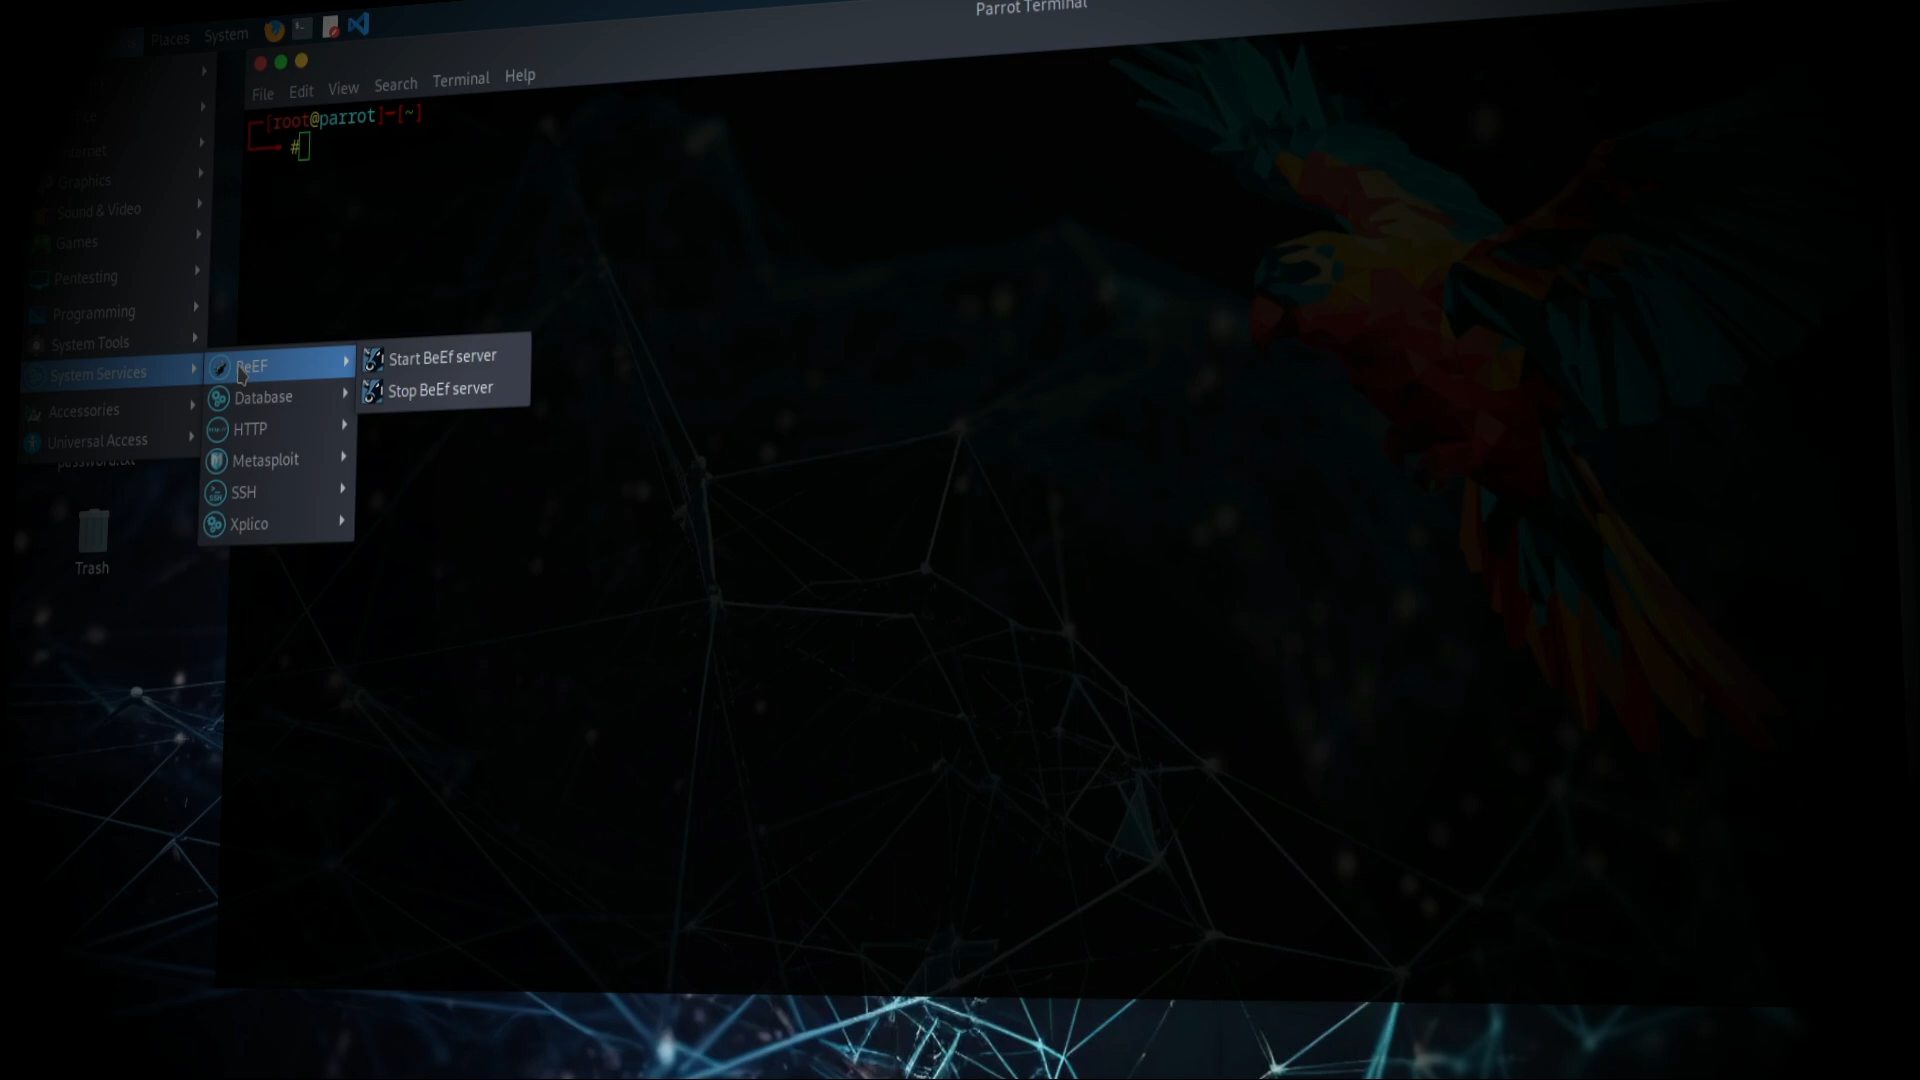 Parrot Terminal
Places System
File Edit View Search Terminal Help
[root@parrot]─[~]
#
Graphics
Sound & Video
Games
Pentesting
Programming
System Tools
System Services
Accessories
Universal Access
BeEF
Database
HTTP
Metasploit
SSH
Xplico
Start BeEf server
Stop BeEf server
password.txt
Trash